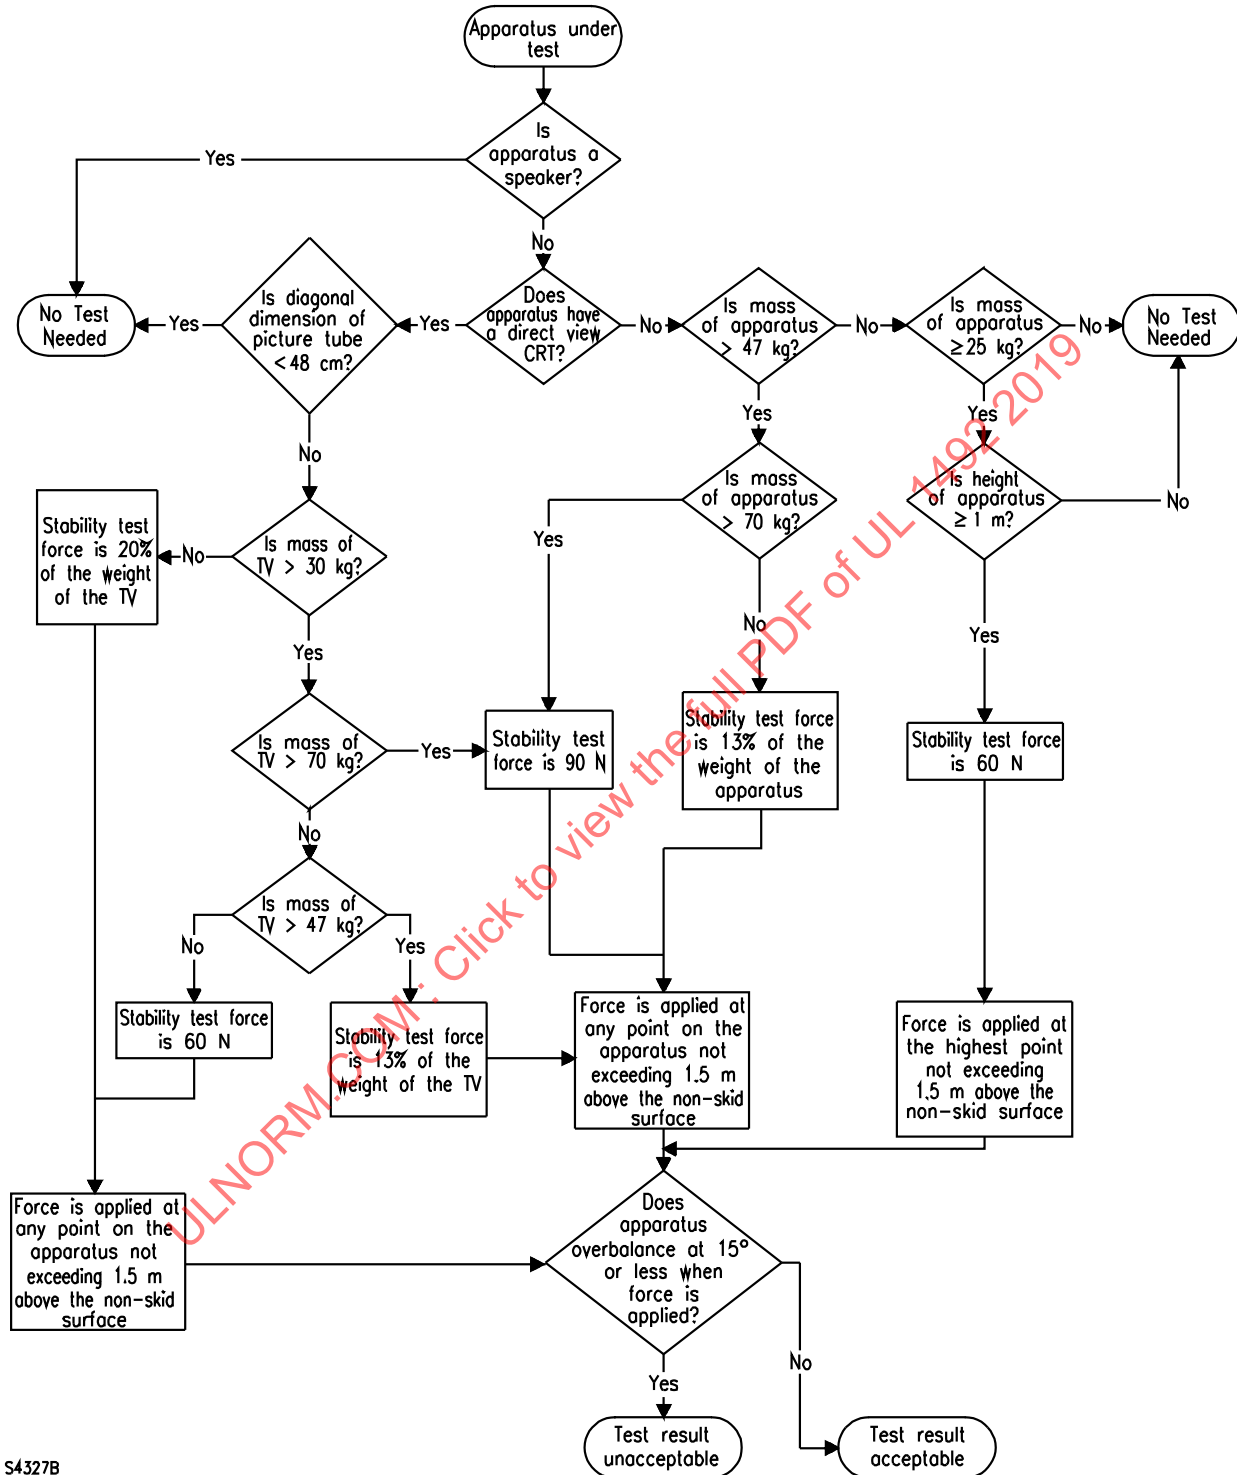 Apparatus under
test
Is
apparatus a
speaker?
Yes
No
Is diagonal
dimension of
picture tube
<48 cm?
Yes
No Test
Needed
Does
apparatus have
a direct view
CRT?
Yes
No
Is mass
of apparatus
> 47 kg?
No
Is mass
of apparatus
≥25 kg?
No
No Test
Needed
Yes
Yes
No
Is mass
of apparatus
> 70 kg?
Is height
of apparatus
≥ 1 m?
No
Yes
Stability test
force is 20%
of the weight
of the TV
No
Is mass of
TV > 30 kg?
No
Yes
Yes
Is mass of
TV > 70 kg?
Yes
Stability test
force is 90 N
Stability test force
is 13% of the
weight of the
apparatus
Stability test force
is 60 N
No
Is mass of
TV > 47 kg?
No
Yes
Stability test force
is 60 N
Stability test force
is 13% of the
weight of the TV
Force is applied at
any point on the
apparatus not
exceeding 1.5 m
above the non-skid
surface
Force is applied at
the highest point
not exceeding
1.5 m above the
non-skid surface
Force is applied at
any point on the
apparatus not
exceeding 1.5 m
above the non-skid
surface
Does
apparatus
overbalance at 15°
or less when
force is
applied?
No
Yes
Test result
unacceptable
Test result
acceptable
S4327B
ULNORM.COM : Click to view the full PDF of UL 1492 2019